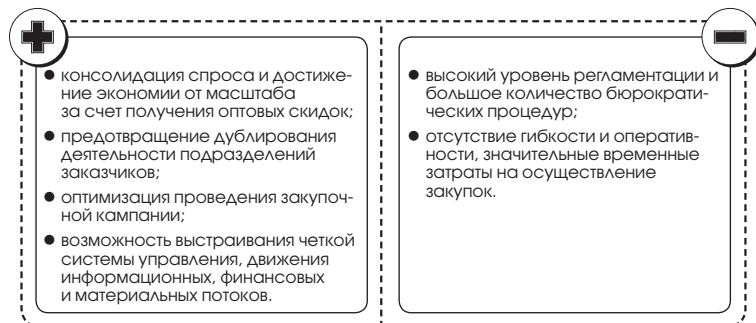 ● консолидация спроса и достиже-
ние экономии от масштаба
за счет получения оптовых скидок;
● предотвращение дублирования
деятельности подразделений
заказчиков;
● оптимизация проведения закупоч-
ной кампании;
● возможность выстраивания четкой
системы управления, движения
информационных, финансовых
и материальных потоков.
● высокий уровень регламентации и
большое количество бюрократи-
ческих процедур;
● отсутствие гибкости и оператив-
ности, значительные временные
затраты на осуществление
закупок.